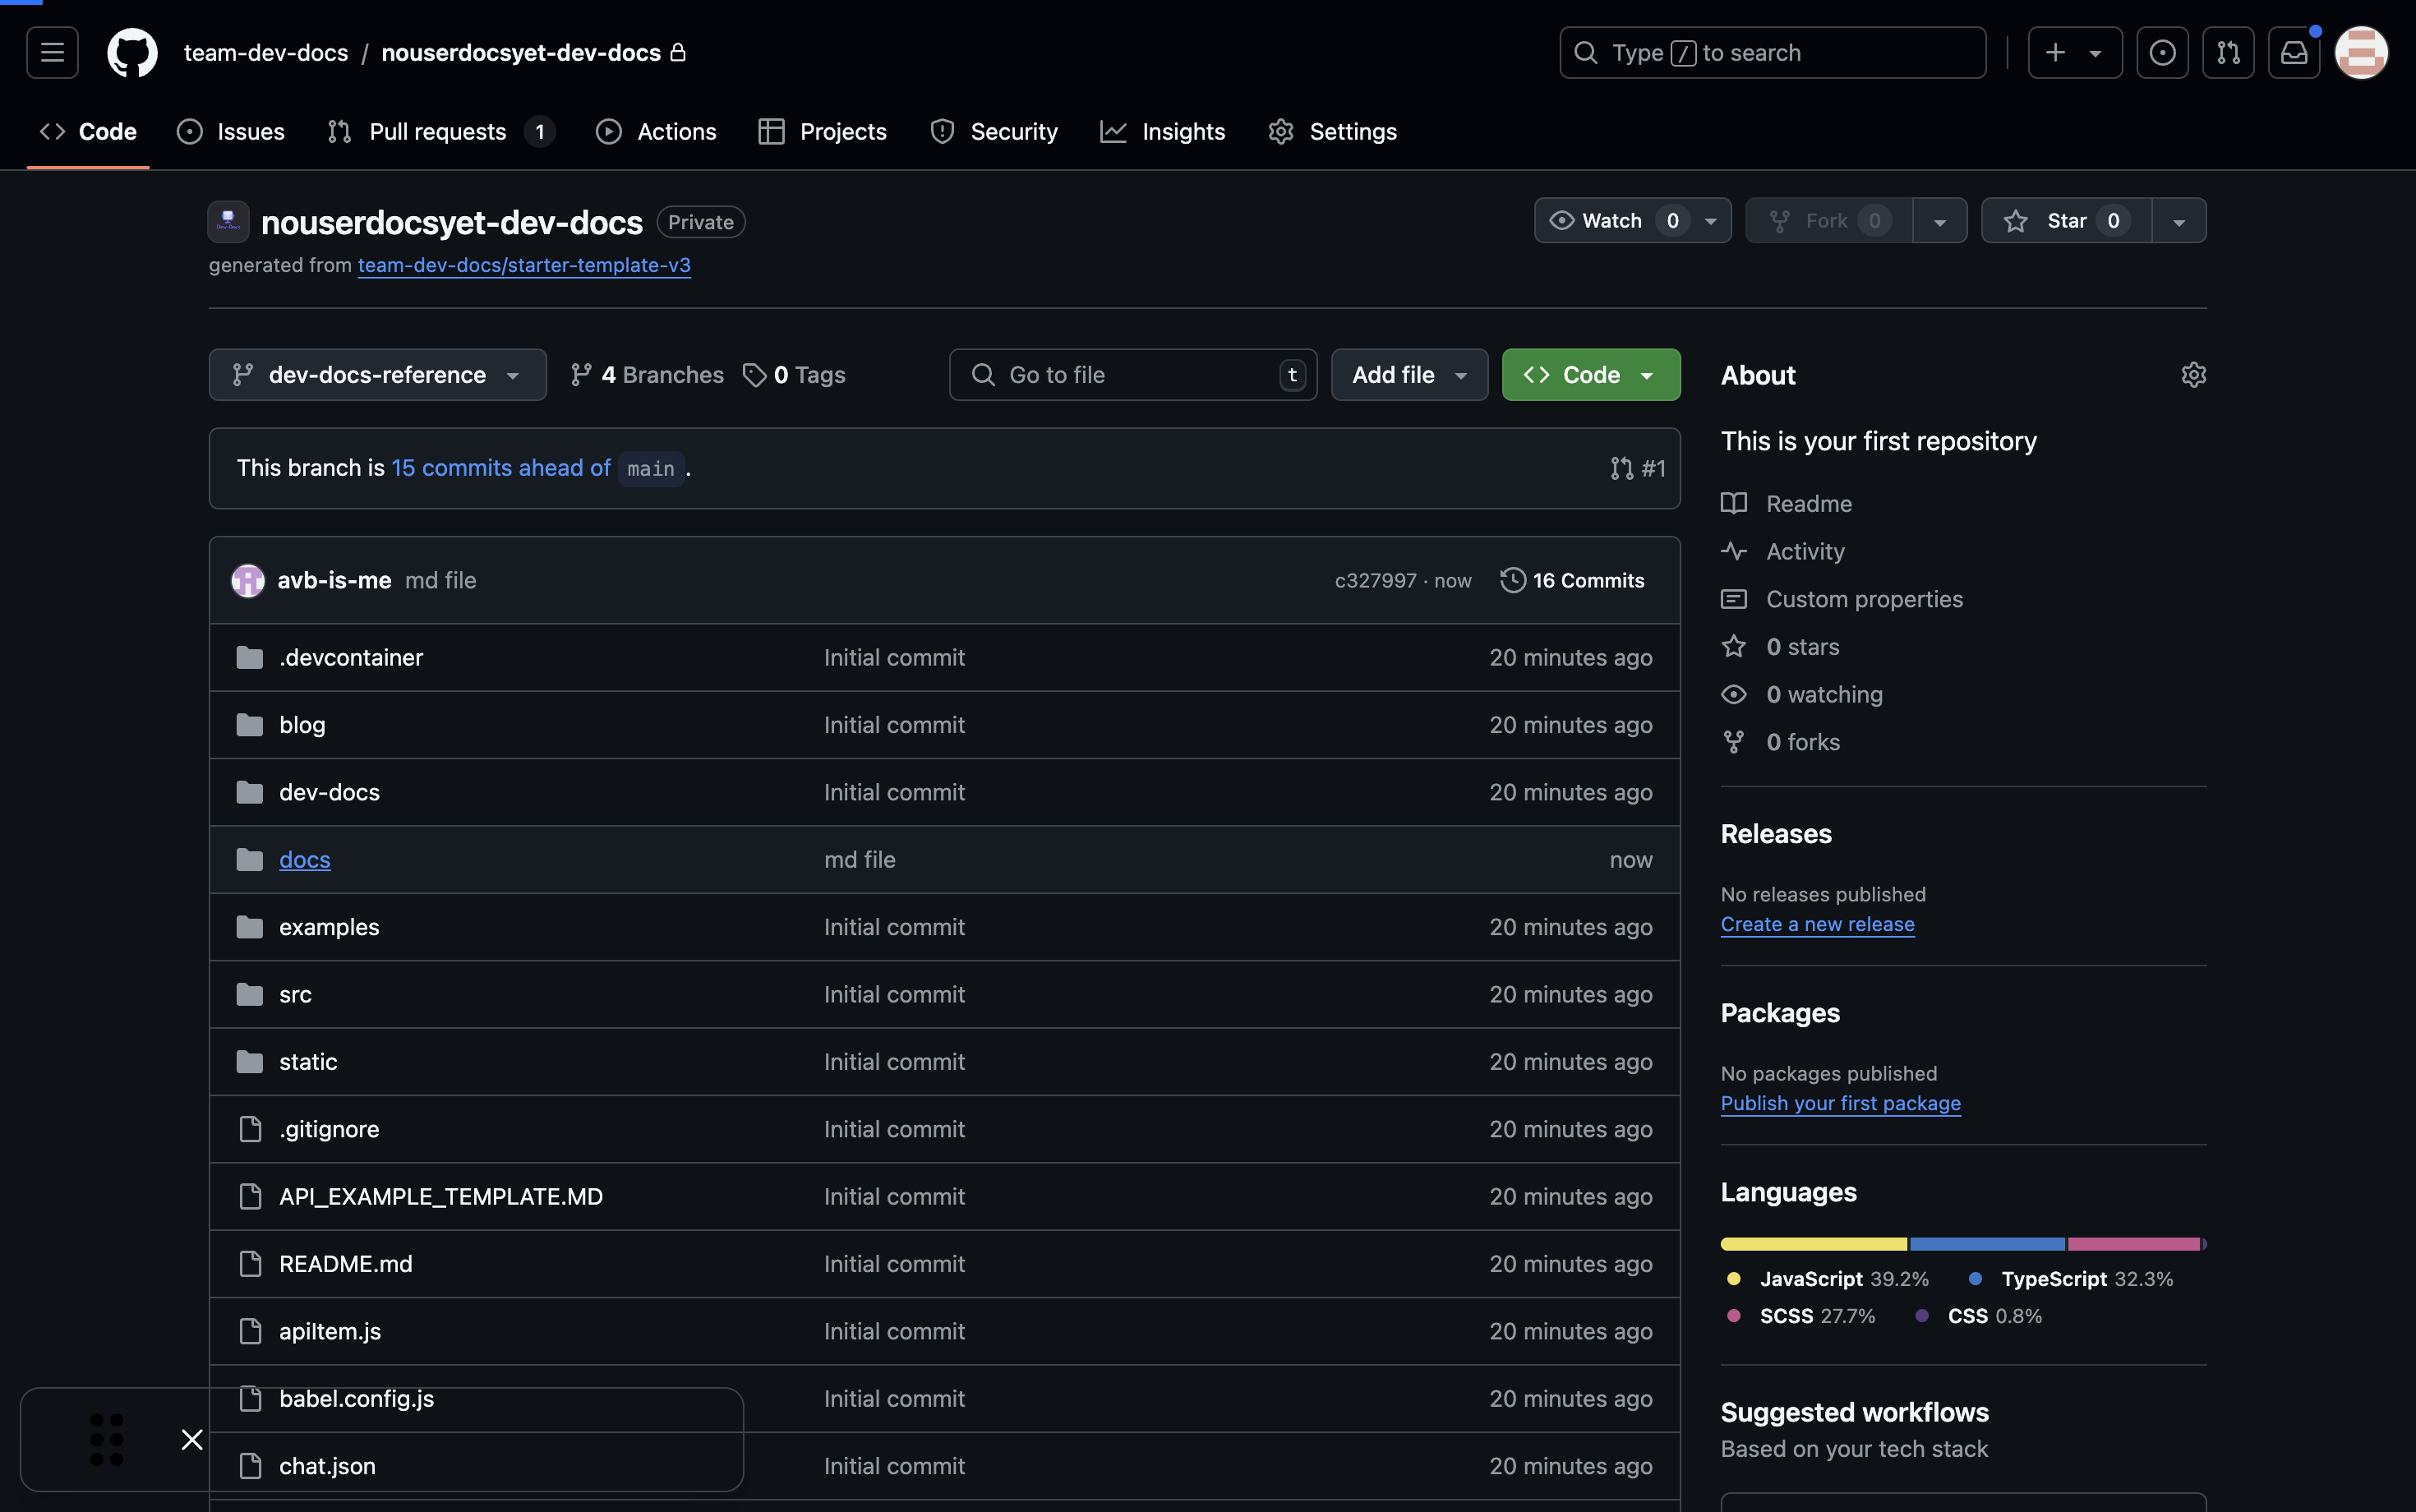 team-dev-docs / nouserdocsyet-dev-docs
Type / to search
Code
Issues
Pull requests 1
Actions
Projects
Security
Insights
Settings
nouserdocsyet-dev-docs Private
Watch 0
Fork 0
Star 0
generated from team-dev-docs/starter-template-v3
dev-docs-reference
4 Branches
0 Tags
Go to file t
Add file
Code
This branch is 15 commits ahead of main .
#1
avb-is-me md file c327997 · now 16 Commits
.devcontainer Initial commit 20 minutes ago
blog Initial commit 20 minutes ago
dev-docs Initial commit 20 minutes ago
docs md file now
examples Initial commit 20 minutes ago
src Initial commit 20 minutes ago
static Initial commit 20 minutes ago
.gitignore Initial commit 20 minutes ago
API_EXAMPLE_TEMPLATE.MD Initial commit 20 minutes ago
README.md Initial commit 20 minutes ago
apiItem.js Initial commit 20 minutes ago
babel.config.js Initial commit 20 minutes ago
chat.json Initial commit 20 minutes ago
About
This is your first repository
Readme
Activity
Custom properties
0 stars
0 watching
0 forks
Releases
No releases published
Create a new release
Packages
No packages published
Publish your first package
Languages
JavaScript 39.2% TypeScript 32.3%
SCSS 27.7% CSS 0.8%
Suggested workflows
Based on your tech stack